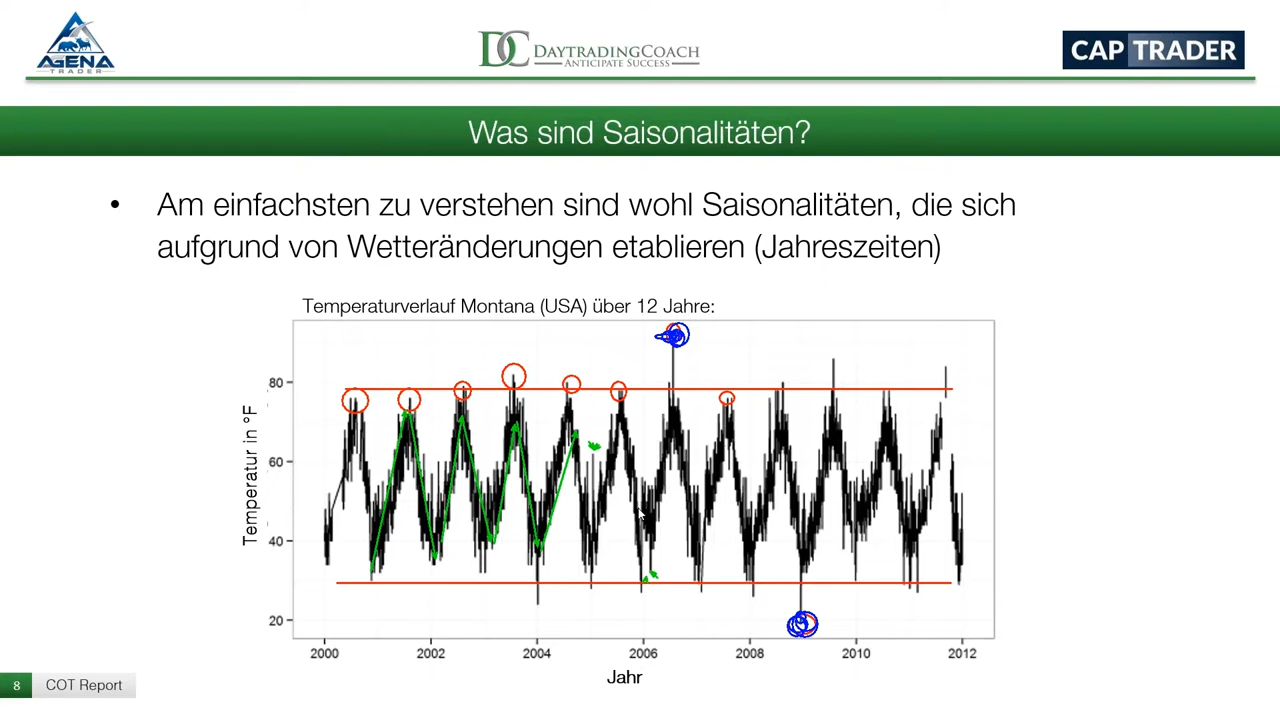 AGENA
TRADER
DC DAYTRADINGCOACH
ANTICIPATE SUCCESS
CAP TRADER
Was sind Saisonalitäten?
• Am einfachsten zu verstehen sind wohl Saisonalitäten, die sich
aufgrund von Wetteränderungen etablieren (Jahreszeiten)
Temperaturverlauf Montana (USA) über 12 Jahre:
Temperatur in °F
80
60
40
20
2000 2002 2004 2006 2008 2010 2012
Jahr
8 COT Report